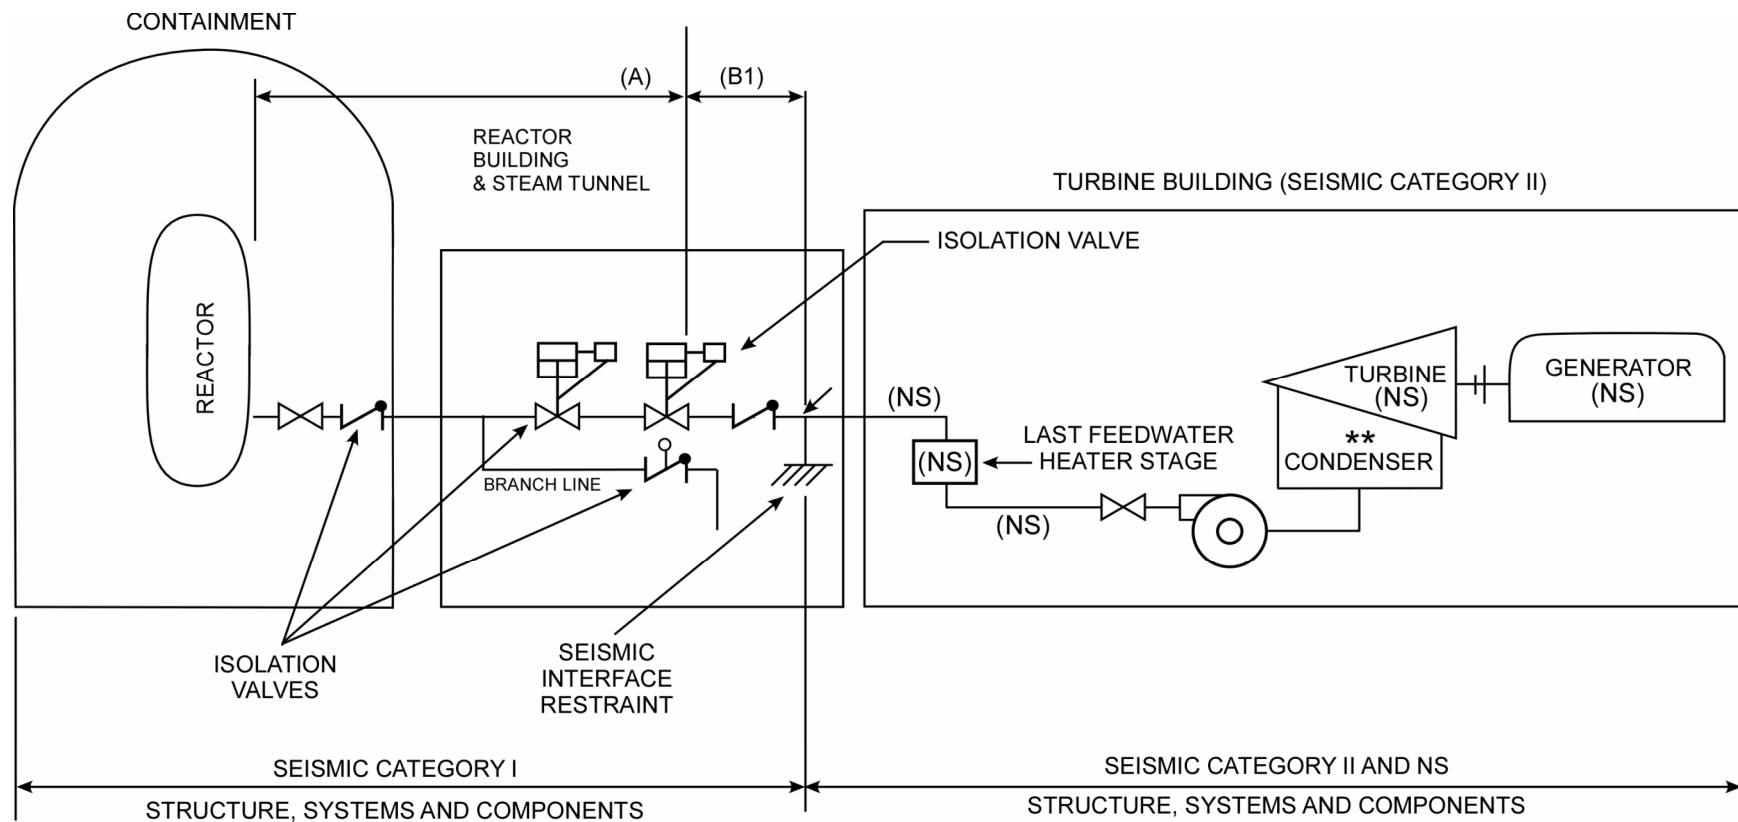 CONTAINMENT
(A)
(B1)
REACTOR
BUILDING
& STEAM TUNNEL
TURBINE BUILDING (SEISMIC CATEGORY II)
ISOLATION VALVE
REACTOR
(NS)
LAST FEEDWATER
HEATER STAGE
(NS)
(NS)
TURBINE
(NS)
**
CONDENSER
GENERATOR
(NS)
BRANCH LINE
ISOLATION
VALVES
SEISMIC
INTERFACE
RESTRAINT
SEISMIC CATEGORY I
STRUCTURE, SYSTEMS AND COMPONENTS
SEISMIC CATEGORY II AND NS
STRUCTURE, SYSTEMS AND COMPONENTS